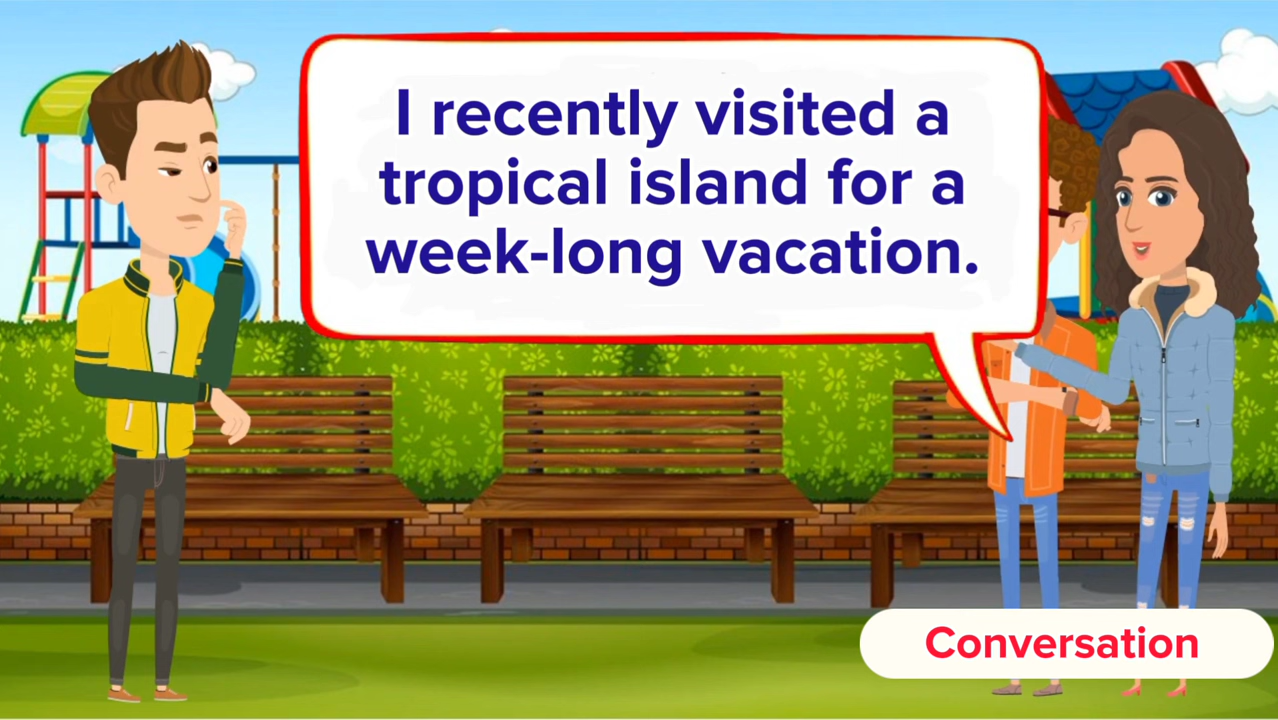 I recently visited a
tropical island for a
week-long vacation.
Conversation